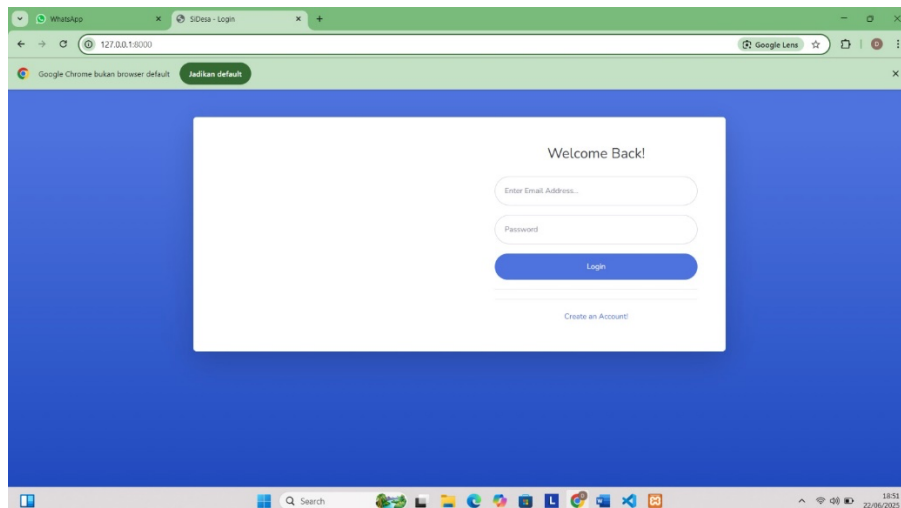 WhatsApp
SiDesa - Login
127.0.0.1:8000
Google Lens
Google Chrome bukan browser default
Jadikan default
Welcome Back!
Enter Email Address...
Password
Login
Create an Account!
Search
18:51
22/06/2025